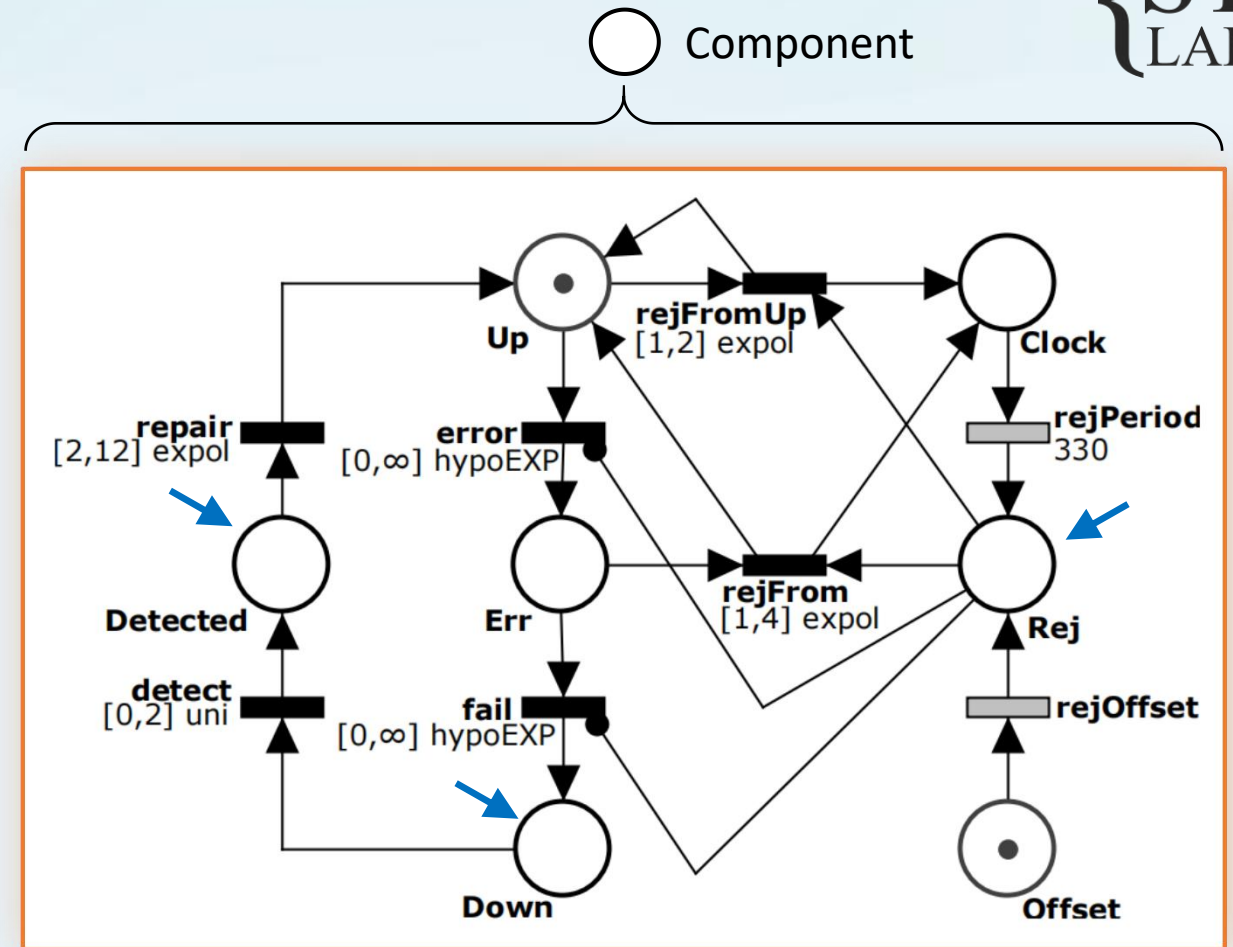 Component
LAB
Up
rejFromUp
[1,2] expol
Clock
repair
[2,12] expol
error
[0,∞] hypoEXP
rejPeriod
330
Detected
Err
rejFrom
[1,4] expol
Rej
detect
[0,2] uni
fail
[0,∞] hypoEXP
rejOffset
Down
Offset